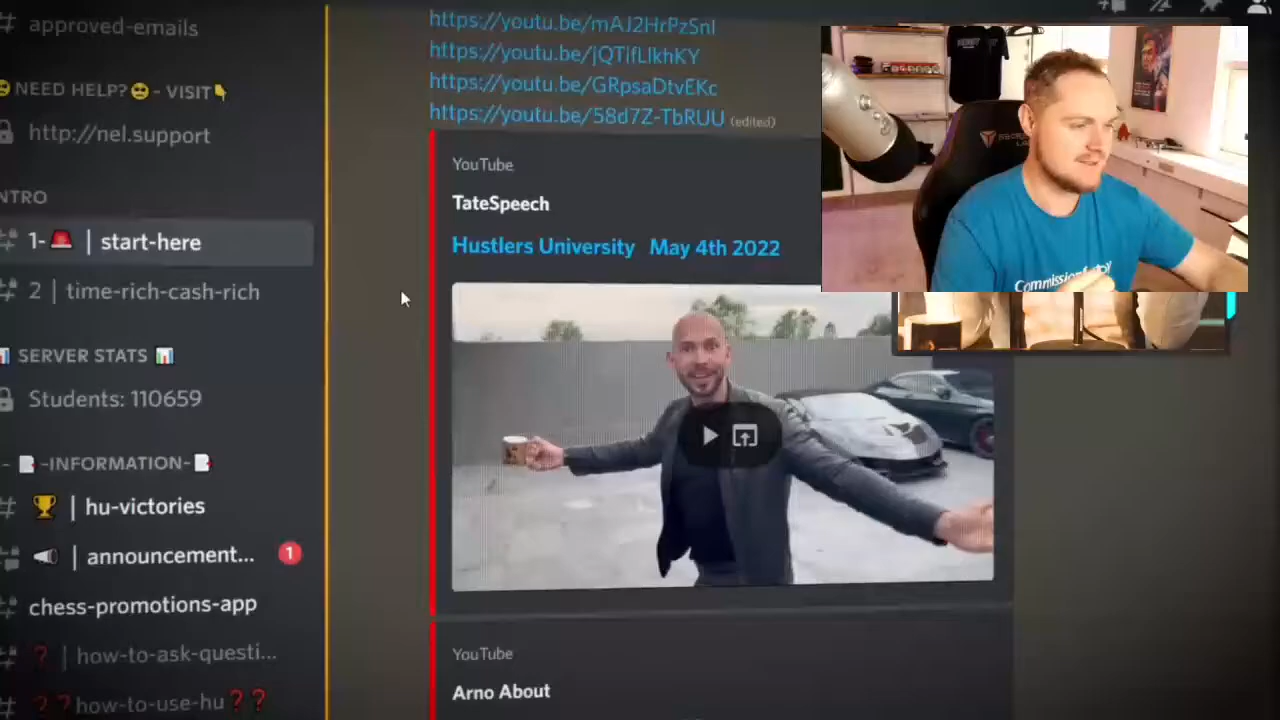 approved-emails
NEED HELP? - VISIT
http://nel.support
NTRO
1- | start-here
2 | time-rich-cash-rich
SERVER STATS
Students: 110659
- -INFORMATION-
| hu-victories
| announcement...
1
chess-promotions-app
? | how-to-ask-questi...
??how-to-use-hu??
https://youtu.be/mAJ2HrPzSnI
https://youtu.be/jQTlfLlkhKY
https://youtu.be/GRpsaDtvEKc
https://youtu.be/58d7Z-TbRUU (edited)
YouTube
TateSpeech
Hustlers University May 4th 2022
YouTube
Arno About